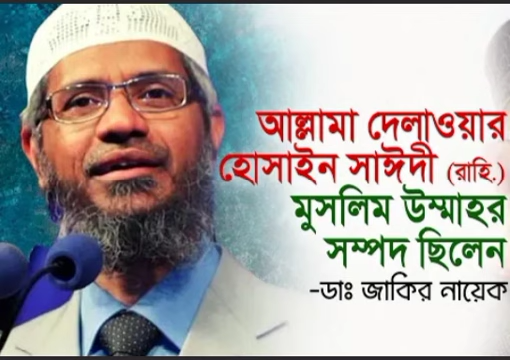 আল্লামা দেলাওয়ার
হোসাইন সাঈদী (রাহি.)
মুসলিম উম্মাহর
সম্পদ ছিলেন
-ডাঃ জাকির নায়েক